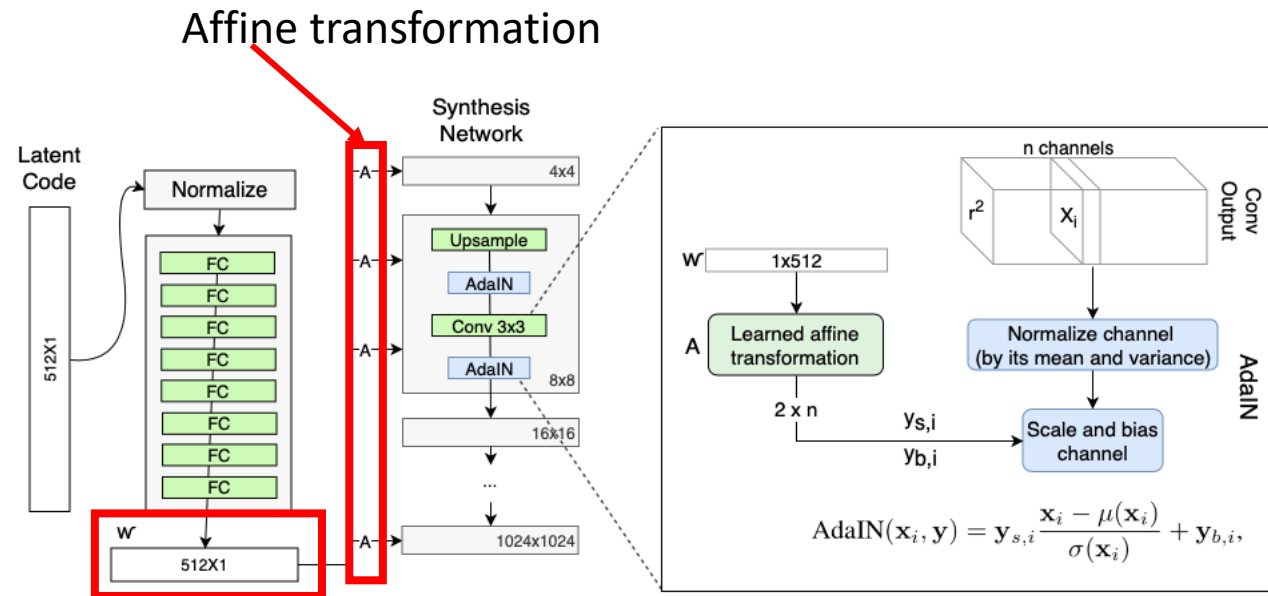 Affine transformation
Latent
Code
512X1
Normalize
FC
FC
FC
FC
FC
FC
FC
FC
w
512X1
Synthesis
Network
A
4x4
A
Upsample
AdaIN
Conv 3x3
A
AdaIN
8x8
16x16
...
A
1024x1024
n channels
r²
Xᵢ
Conv
Output
w
1x512
A
Learned affine
transformation
2 x n
yₛ,ᵢ
y_b,ᵢ
Normalize channel
(by its mean and variance)
AdaIN
Scale and bias
channel
AdaIN(xᵢ, y) = yₛ,ᵢ (xᵢ − μ(xᵢ)) / σ(xᵢ) + y_b,ᵢ,